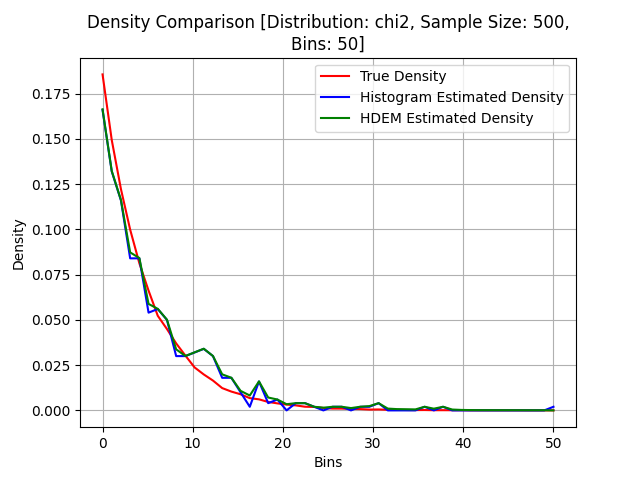 Density Comparison [Distribution: chi2, Sample Size: 500,
Bins: 50]
True Density
Histogram Estimated Density
HDEM Estimated Density
Density
0.175
0.150
0.125
0.100
0.075
0.050
0.025
0.000
0 10 20 30 40 50
Bins